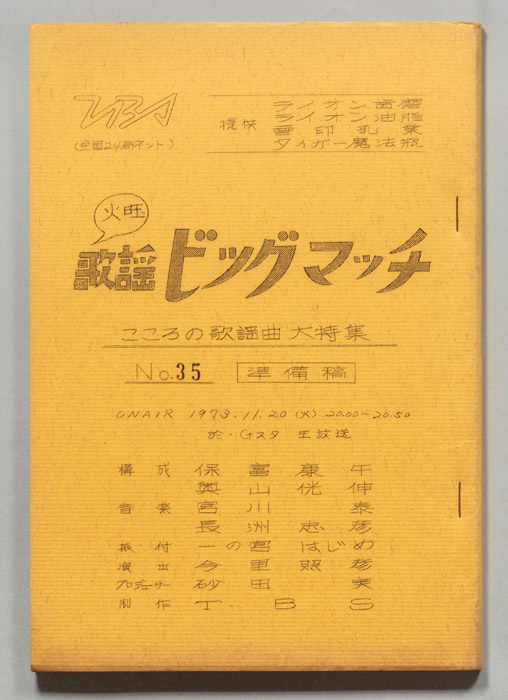 TBS
提供
ライオン歯磨
ライオン油脂
雪印乳業
タイガー魔法瓶
(全国24局ネット)
火旺
歌謡ビッグマッチ
こころの歌謡曲大特集
No.35 準備稿
ONAIR 1973.11.20(火) 20:00~20:50
於・Gスタ 生放送
構成 保富康午
奥山侊伸
音楽 宮川泰
長洲忠彦
振付 一の宮はじめ
演出 今里照彦
プロデューサー 砂田実
制作 TBS